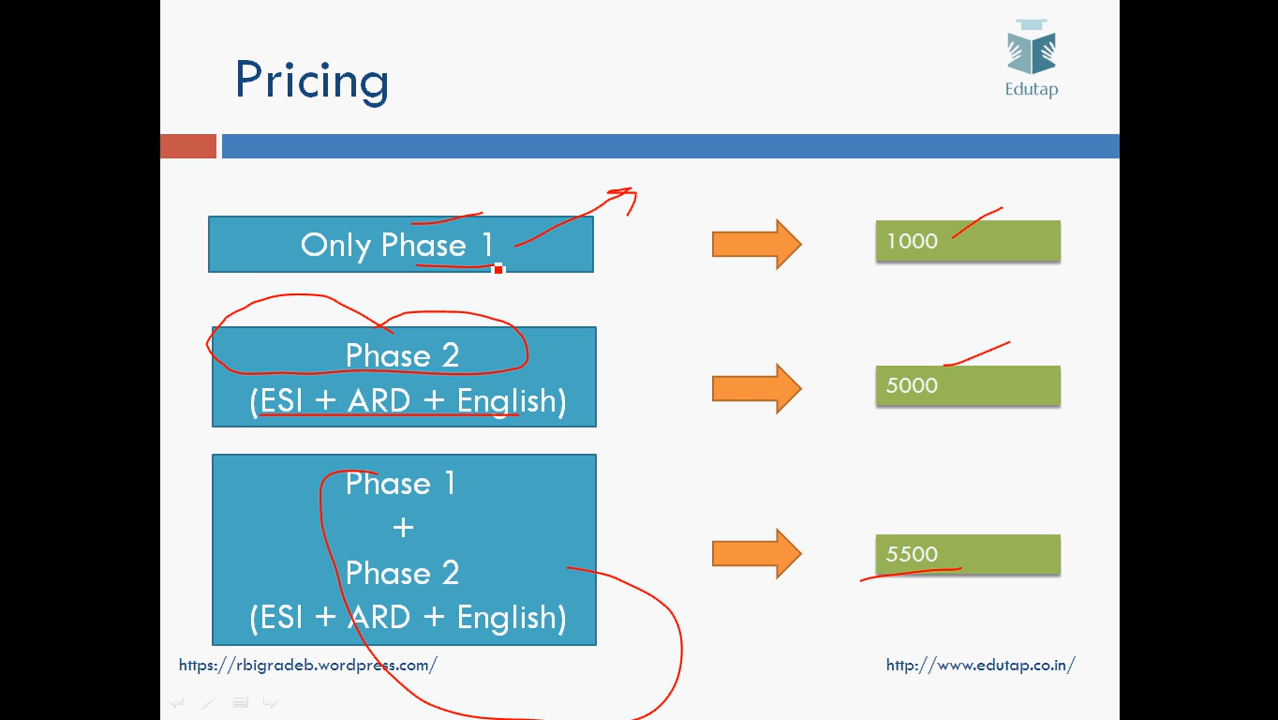 Pricing
Edutap
Only Phase 1
1000
Phase 2
(ESI + ARD + English)
5000
Phase 1
+
Phase 2
(ESI + ARD + English)
5500
https://rbigradeb.wordpress.com/
http://www.edutap.co.in/